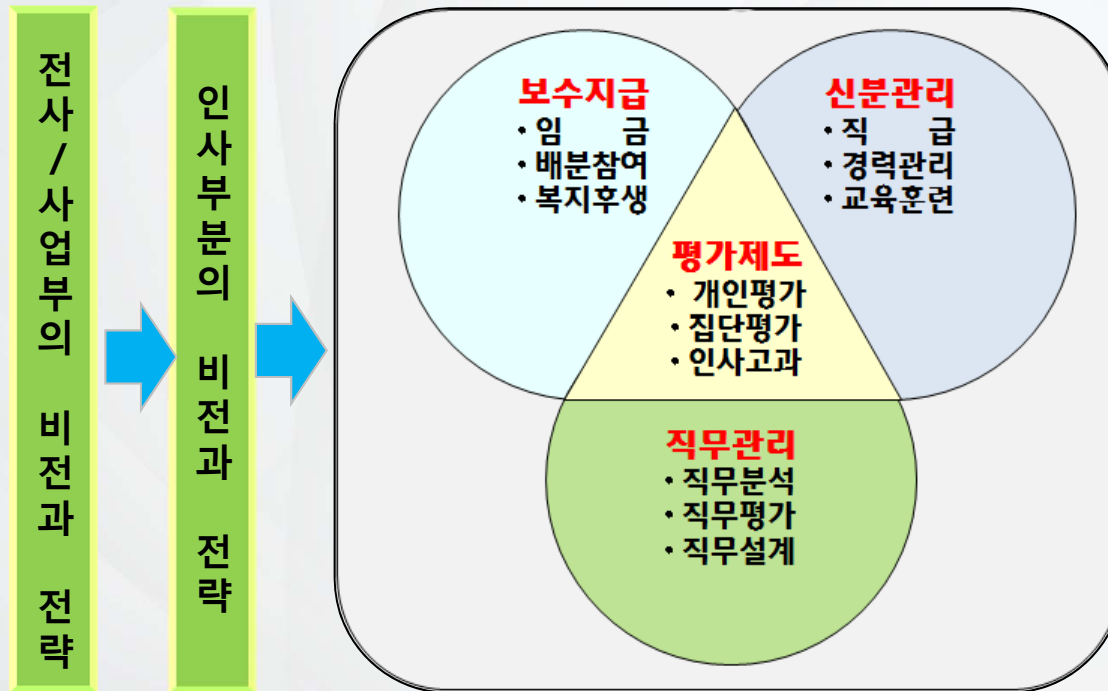 전사/사업부의 비전과 전략
인사부분의 비전과 전략
보수지급
· 임 금
· 배분참여
· 복지후생
신분관리
· 직 급
· 경력관리
· 교육훈련
평가제도
· 개인평가
· 집단평가
· 인사고과
직무관리
· 직무분석
· 직무평가
· 직무설계